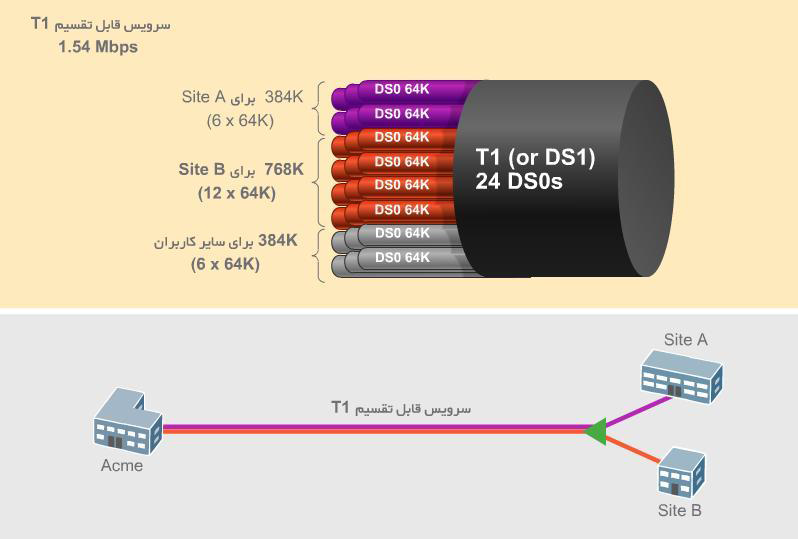 سرویس قابل تقسیم T1
1.54 Mbps
384K برای Site A
(6 x 64K)
768K برای Site B
(12 x 64K)
384K برای سایر کاربران
(6 x 64K)
DS0 64K
DS0 64K
DS0 64K
DS0 64K
DS0 64K
DS0 64K
DS0 64K
DS0 64K
T1 (or DS1)
24 DS0s
Site A
سرویس قابل تقسیم T1
Acme
Site B